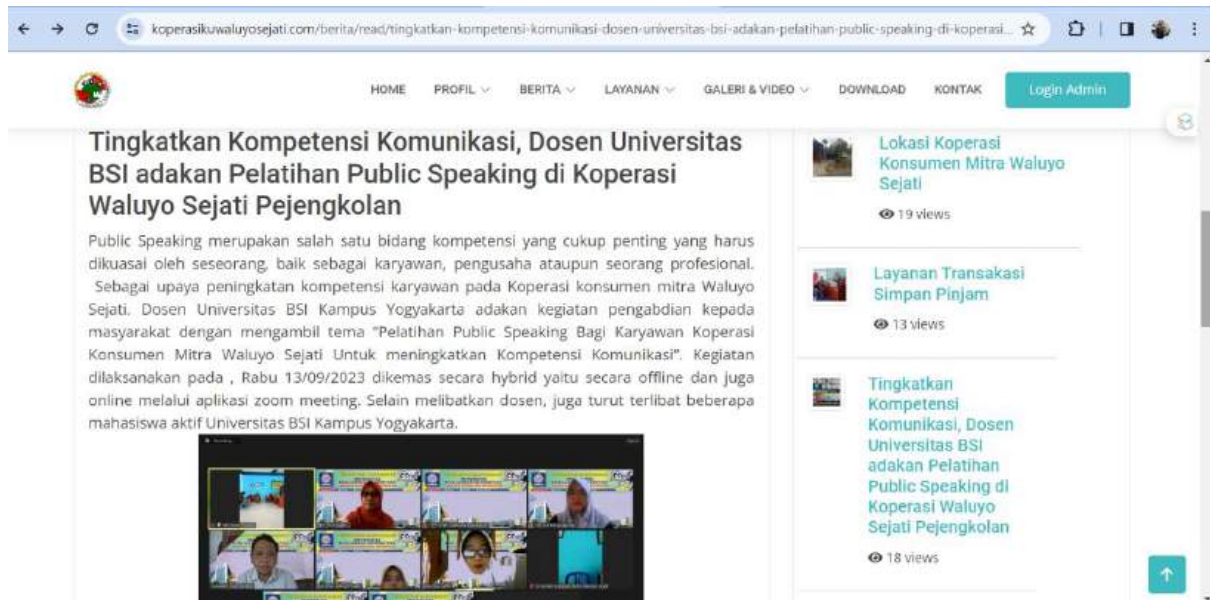 koperasikuwaluyosejati.com/berita/read/tingkatkan-kompetensi-komunikasi-dosen-universitas-bsi-adakan-pelatihan-public-speaking-di-koperasi...
HOME PROFIL BERITA LAYANAN GALERI & VIDEO DOWNLOAD KONTAK Login Admin
Tingkatkan Kompetensi Komunikasi, Dosen Universitas
BSI adakan Pelatihan Public Speaking di Koperasi
Waluyo Sejati Pejengkolan
Public Speaking merupakan salah satu bidang kompetensi yang cukup penting yang harus
dikuasai oleh seseorang, baik sebagai karyawan, pengusaha ataupun seorang profesional.
Sebagai upaya peningkatan kompetensi karyawan pada Koperasi konsumen mitra Waluyo
Sejati. Dosen Universitas BSI Kampus Yogyakarta adakan kegiatan pengabdian kepada
masyarakat dengan mengambil tema "Pelatihan Public Speaking Bagi Karyawan Koperasi
Konsumen Mitra Waluyo Sejati Untuk meningkatkan Kompetensi Komunikasi". Kegiatan
dilaksanakan pada , Rabu 13/09/2023 dikemas secara hybrid yaitu secara offline dan juga
online melalui aplikasi zoom meeting. Selain melibatkan dosen, juga turut terlibat beberapa
mahasiswa aktif Universitas BSI Kampus Yogyakarta.
Lokasi Koperasi
Konsumen Mitra Waluyo
Sejati
19 views
Layanan Transakasi
Simpan Pinjam
13 views
Tingkatkan
Kompetensi
Komunikasi, Dosen
Universitas BSI
adakan Pelatihan
Public Speaking di
Koperasi Waluyo
Sejati Pejengkolan
18 views